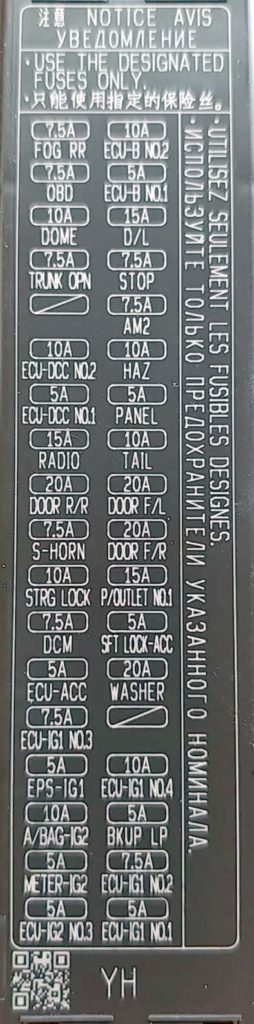 注意 NOTICE AVIS
УВЕДОМЛЕНИЕ
・USE THE DESIGNATED
FUSES ONLY.
・只能使用指定的保险丝。
7.5A 10A
FOG RR ECU-B NO.2
7.5A 5A
OBD ECU-B NO.1
10A 15A
DOME D/L
7.5A 7.5A
TRUNK OPN STOP
7.5A
AM2
10A 10A
ECU-DCC NO.2 HAZ
5A 5A
ECU-DCC NO.1 PANEL
15A 10A
RADIO TAIL
20A 20A
DOOR R/R DOOR F/L
7.5A 20A
S-HORN DOOR F/R
10A 15A
STRG LOCK P/OUTLET NO.1
7.5A 5A
DCM SFT LOCK-ACC
5A 20A
ECU-ACC WASHER
7.5A
ECU-IG1 NO.3
5A 10A
EPS-IG1 ECU-IG1 NO.4
10A 5A
A/BAG-IG2 BKUP LP
5A 7.5A
METER-IG2 ECU-IG1 NO.2
5A 5A
ECU-IG2 NO.3 ECU-IG1 NO.1
・UTILISEZ SEULEMENT LES FUSIBLES DESIGNES.
・ИСПОЛЬЗУЙТЕ ТОЛЬКО ПРЕДОХРАНИТЕЛИ УКАЗАННОГО НОМИНАЛА.
YH